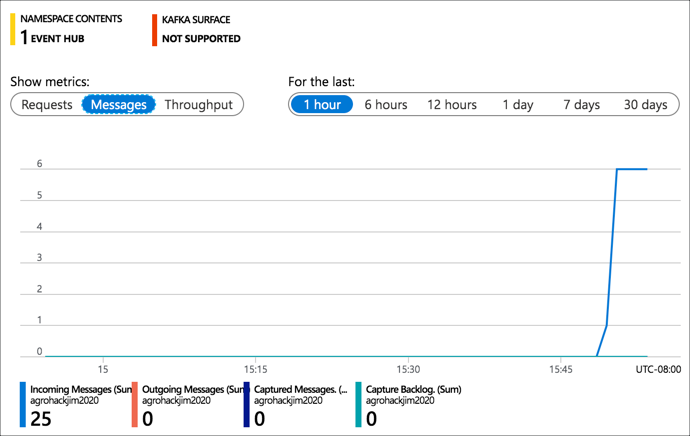 NAMESPACE CONTENTS
1 EVENT HUB
KAFKA SURFACE
NOT SUPPORTED
Show metrics:
Requests Messages Throughput
For the last:
1 hour 6 hours 12 hours 1 day 7 days 30 days
6
5
4
3
2
1
0
15 15:15 15:30 15:45 UTC-08:00
Incoming Messages (Sum
agrohackjim2020
25
Outgoing Messages (Sum
agrohackjim2020
0
Captured Messages. (...
agrohackjim2020
0
Capture Backlog. (Sum)
agrohackjim2020
0